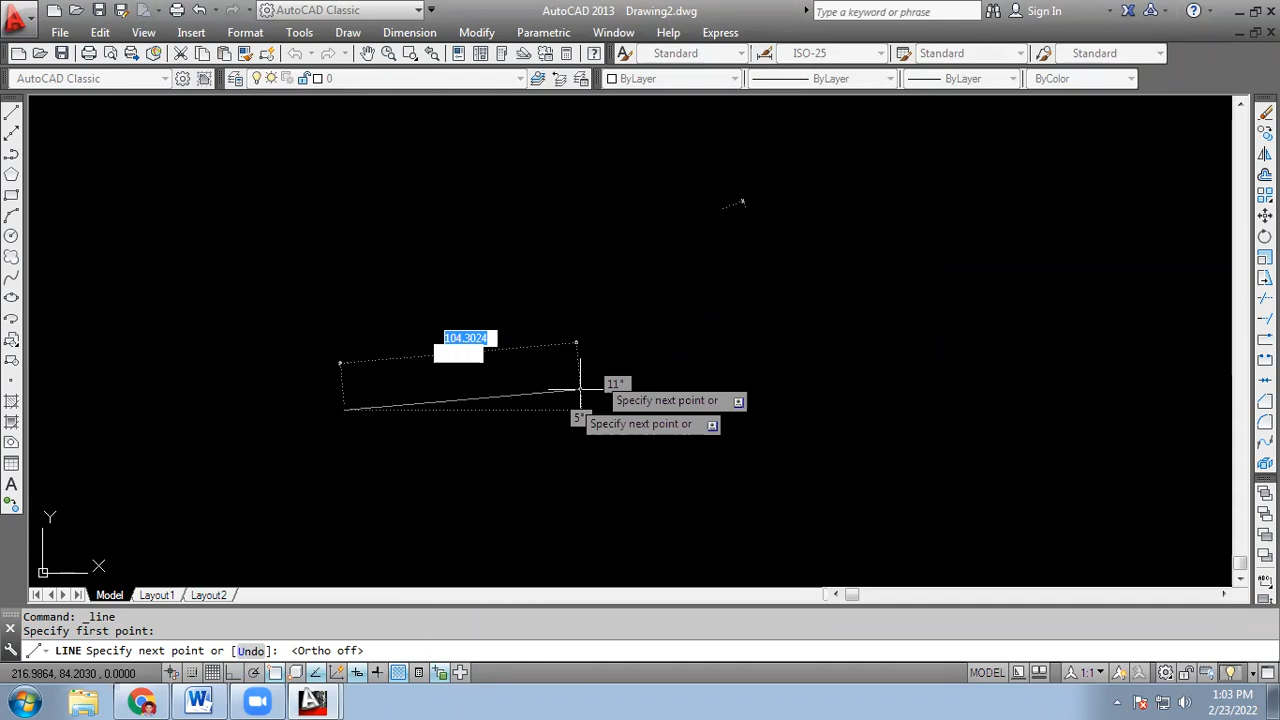 AutoCAD Classic
AutoCAD 2013 Drawing2.dwg
Type a keyword or phrase
Sign In
File Edit View Insert Format Tools Draw Dimension Modify Parametric Window Help Express
Standard
ISO-25
Standard
Standard
AutoCAD Classic
0
ByLayer
ByLayer
ByLayer
ByColor
104.3024
11°
Specify next point or
5°
Specify next point or
Y
X
Model Layout1 Layout2
Command: _line
Specify first point:
LINE Specify next point or [Undo]: <Ortho off>
216.9864, 84.2030, 0.0000
MODEL
1:1
1:03 PM
2/23/2022